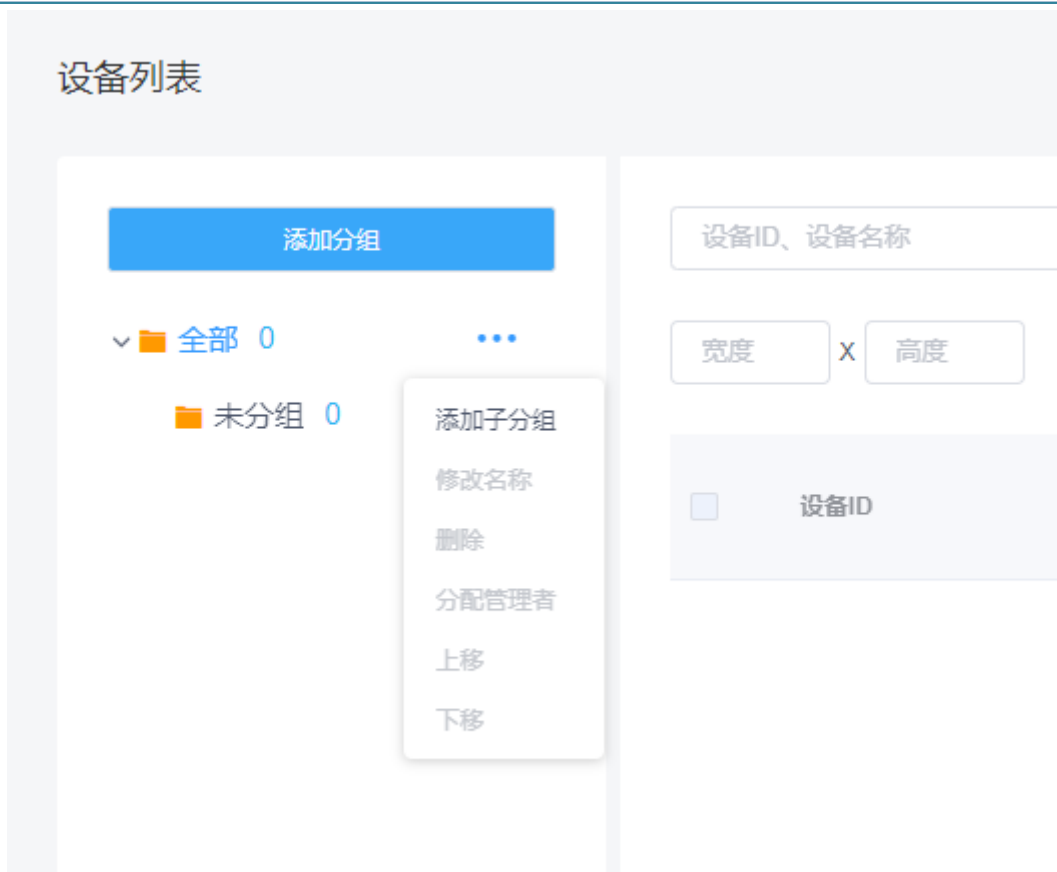 设备列表
添加分组
全部 0
未分组 0
添加子分组
修改名称
删除
分配管理者
上移
下移
设备ID、设备名称
宽度 X 高度
设备ID